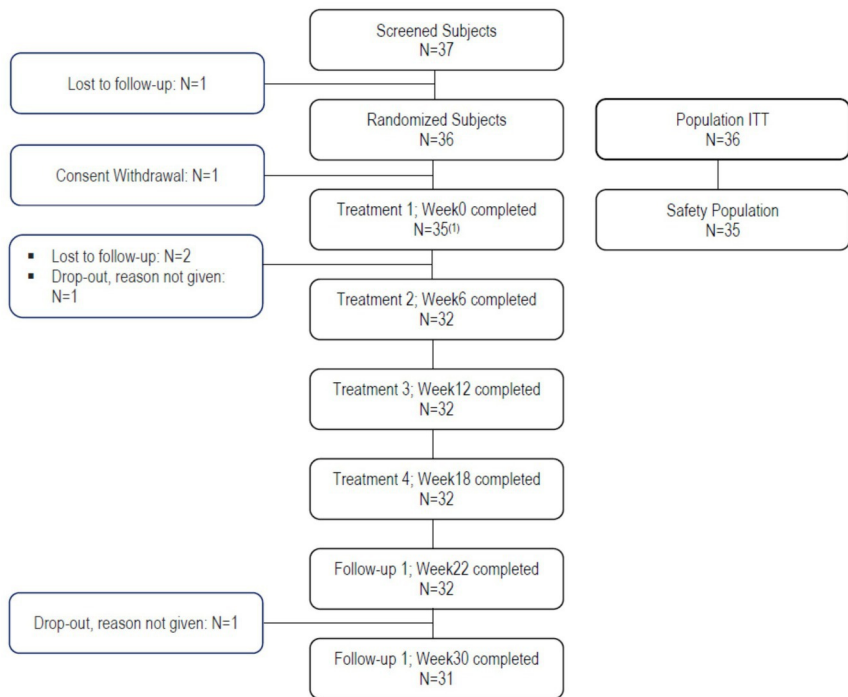 Screened Subjects
N=37
Lost to follow-up: N=1
Randomized Subjects
N=36
Population ITT
N=36
Consent Withdrawal: N=1
Treatment 1; Week0 completed
N=35(1)
Safety Population
N=35
▪ Lost to follow-up: N=2
▪ Drop-out, reason not given:
N=1
Treatment 2; Week6 completed
N=32
Treatment 3; Week12 completed
N=32
Treatment 4; Week18 completed
N=32
Follow-up 1; Week22 completed
N=32
Drop-out, reason not given: N=1
Follow-up 1; Week30 completed
N=31